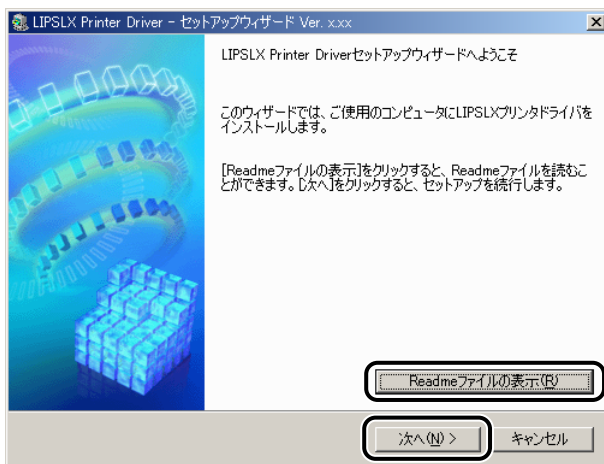 LIPSLX Printer Driver - セットアップウィザード Ver. x.xx
LIPSLX Printer Driverセットアップウィザードへようこそ
このウィザードでは、ご使用のコンピュータにLIPSLXプリンタドライバを
インストールします。
[Readmeファイルの表示]をクリックすると、Readmeファイルを読むこ
とができます。[次へ]をクリックすると、セットアップを続行します。
Readmeファイルの表示(R)
次へ(N) >
キャンセル